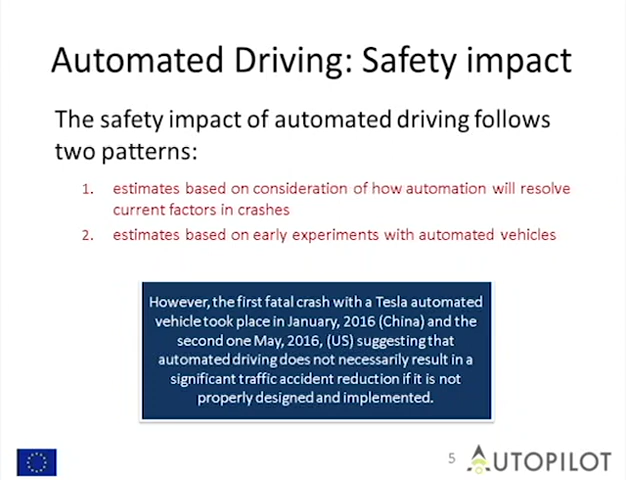 Automated Driving: Safety impact
The safety impact of automated driving follows
two patterns:
1. estimates based on consideration of how automation will resolve
current factors in crashes
2. estimates based on early experiments with automated vehicles
However, the first fatal crash with a Tesla automated
vehicle took place in January, 2016 (China) and the
second one May, 2016, (US) suggesting that
automated driving does not necessarily result in a
significant traffic accident reduction if it is not
properly designed and implemented.
5
AUTOPILOT